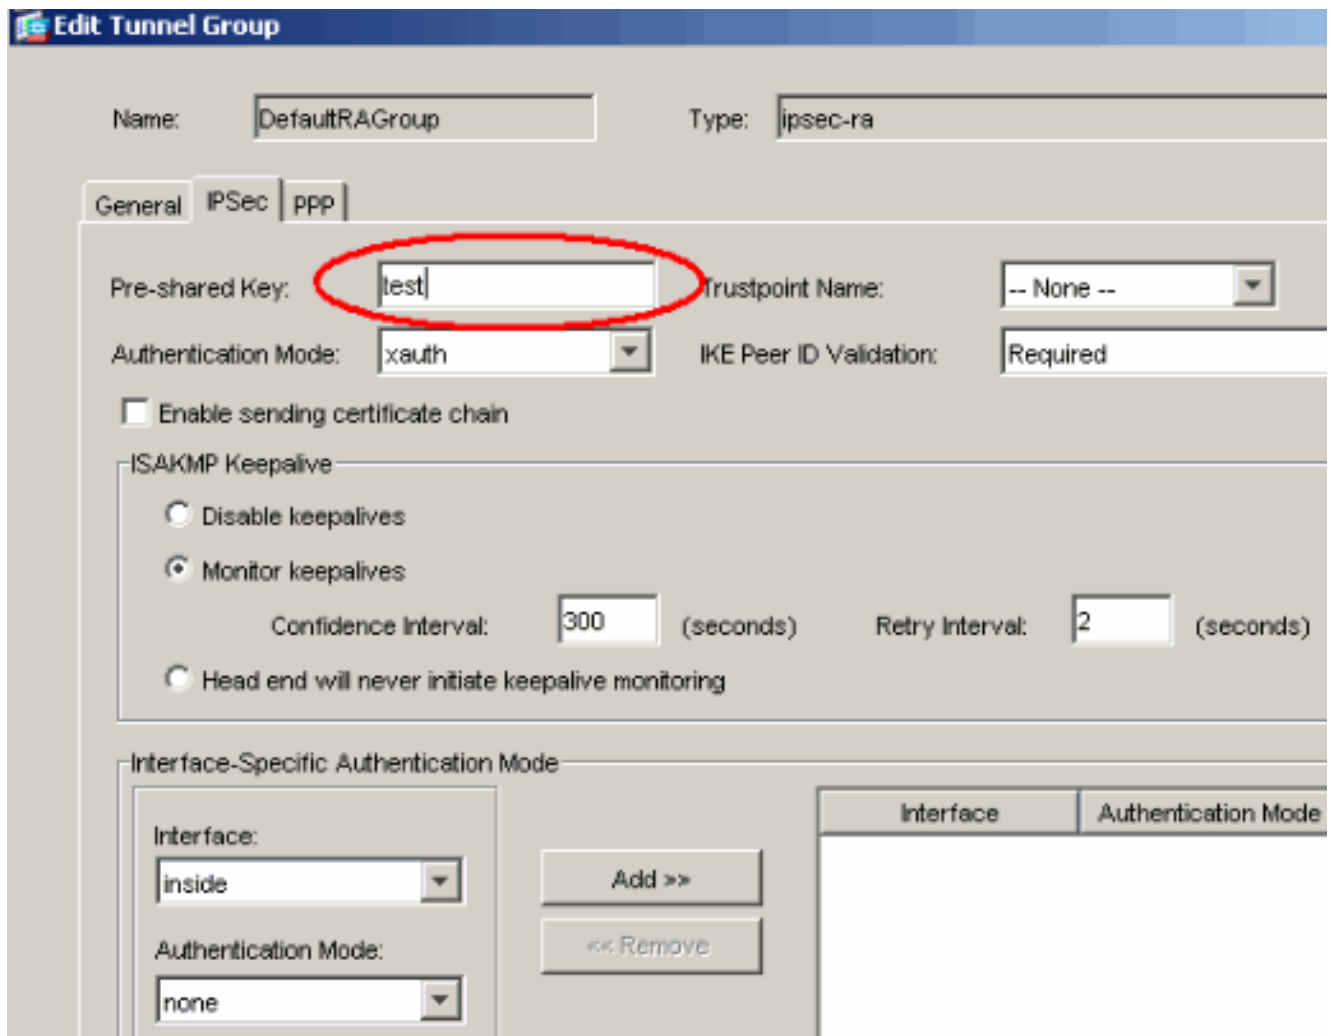 Edit Tunnel Group
Name: DefaultRAGroup Type: ipsec-ra
General IPSec PPP
Pre-shared Key: test Trustpoint Name: -- None --
Authentication Mode: xauth IKE Peer ID Validation: Required
Enable sending certificate chain
ISAKMP Keepalive
Disable keepalives
Monitor keepalives
Confidence Interval: 300 (seconds) Retry Interval: 2 (seconds)
Head end will never initiate keepalive monitoring
Interface-Specific Authentication Mode
Interface Authentication Mode
Interface:
inside
Add >>
Authentication Mode:
<< Remove
none